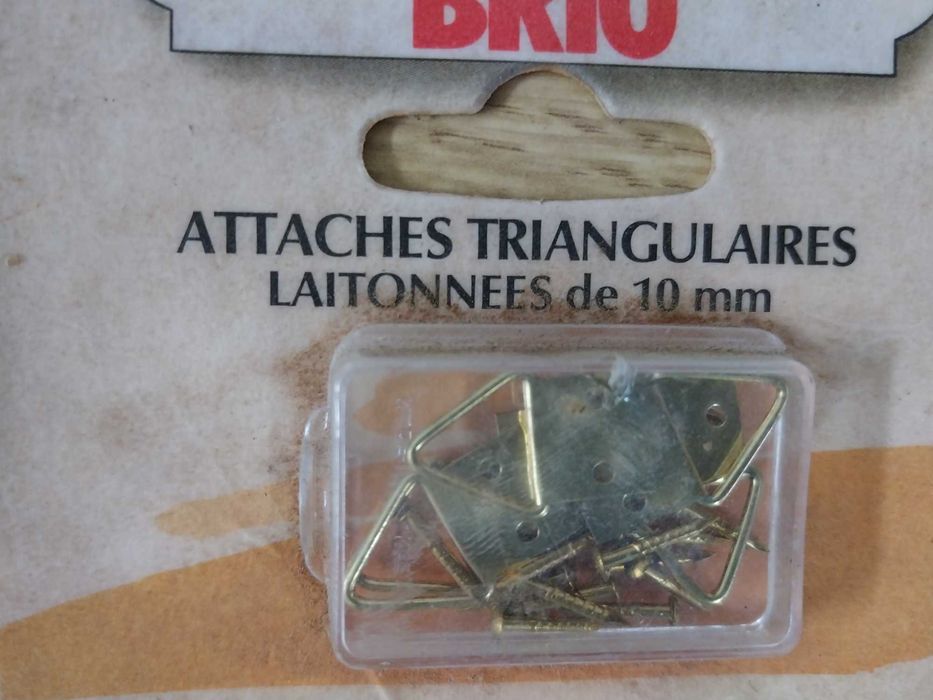 BRIO
ATTACHES TRIANGULAIRES
LAITONNEES de 10 mm